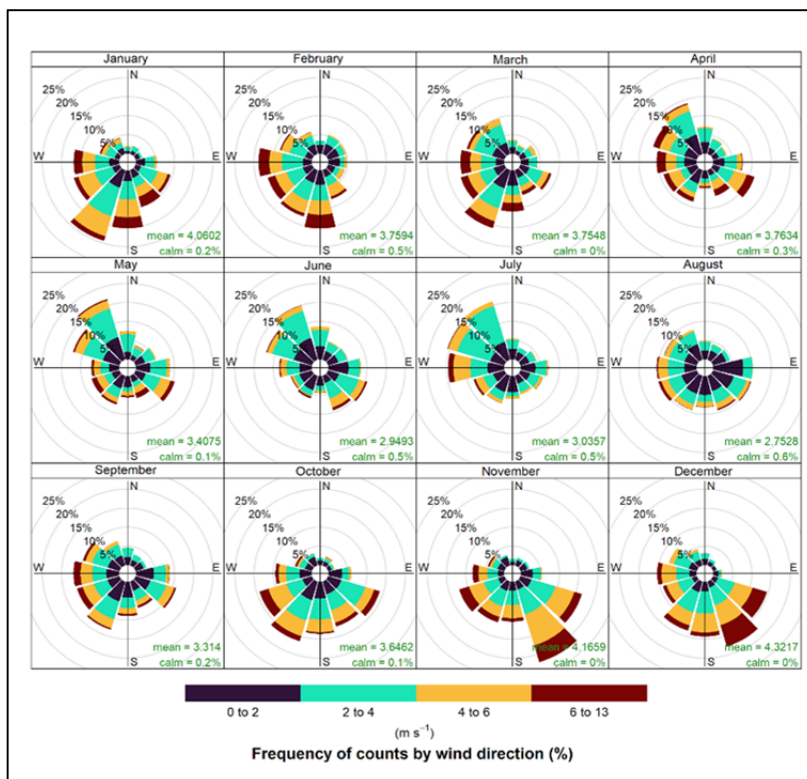 January February March April
N N N N
25% 25% 25% 25%
20% 20% 20% 20%
15% 15% 15% 15%
10% 10% 10% 10%
5% 5% 5% 5%
W E W E W E W E
S S S S
mean = 4.0602 mean = 3.7594 mean = 3.7548 mean = 3.7634
calm = 0.2% calm = 0.5% calm = 0% calm = 0.3%
May June July August
N N N N
25% 25% 25% 25%
20% 20% 20% 20%
15% 15% 15% 15%
10% 10% 10% 10%
5% 5% 5% 5%
W E W E W E W E
S S S S
mean = 3.4075 mean = 2.9493 mean = 3.0357 mean = 2.7528
calm = 0.1% calm = 0.5% calm = 0.5% calm = 0.6%
September October November December
N N N N
25% 25% 25% 25%
20% 20% 20% 20%
15% 15% 15% 15%
10% 10% 10% 10%
5% 5% 5% 5%
W E W E W E W E
S S S S
mean = 3.314 mean = 3.6462 mean = 4.1659 mean = 4.3217
calm = 0.2% calm = 0.1% calm = 0% calm = 0%
0 to 2 2 to 4 4 to 6 6 to 13
(m s⁻¹)
Frequency of counts by wind direction (%)